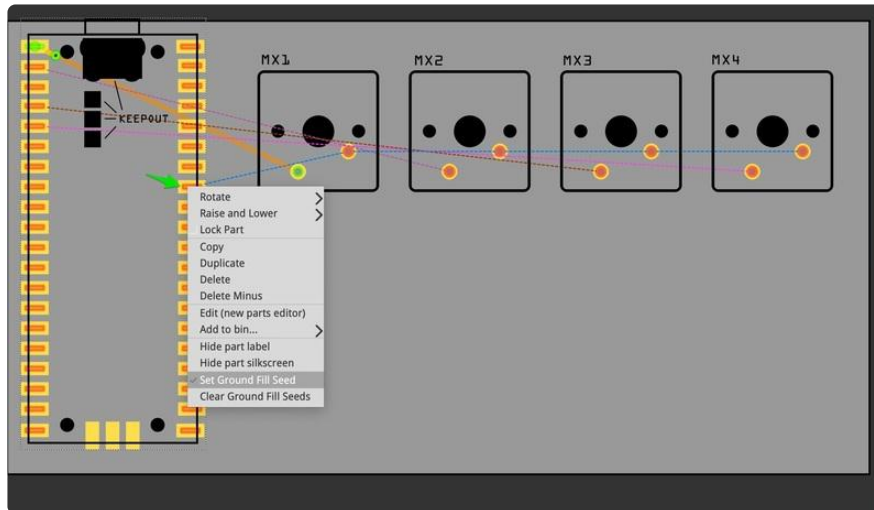 MX1
MX2
MX3
MX4
KEEPOUT
Rotate
Raise and Lower
Lock Part
Copy
Duplicate
Delete
Delete Minus
Edit (new parts editor)
Add to bin...
Hide part label
Hide part silkscreen
Set Ground Fill Seed
Clear Ground Fill Seeds